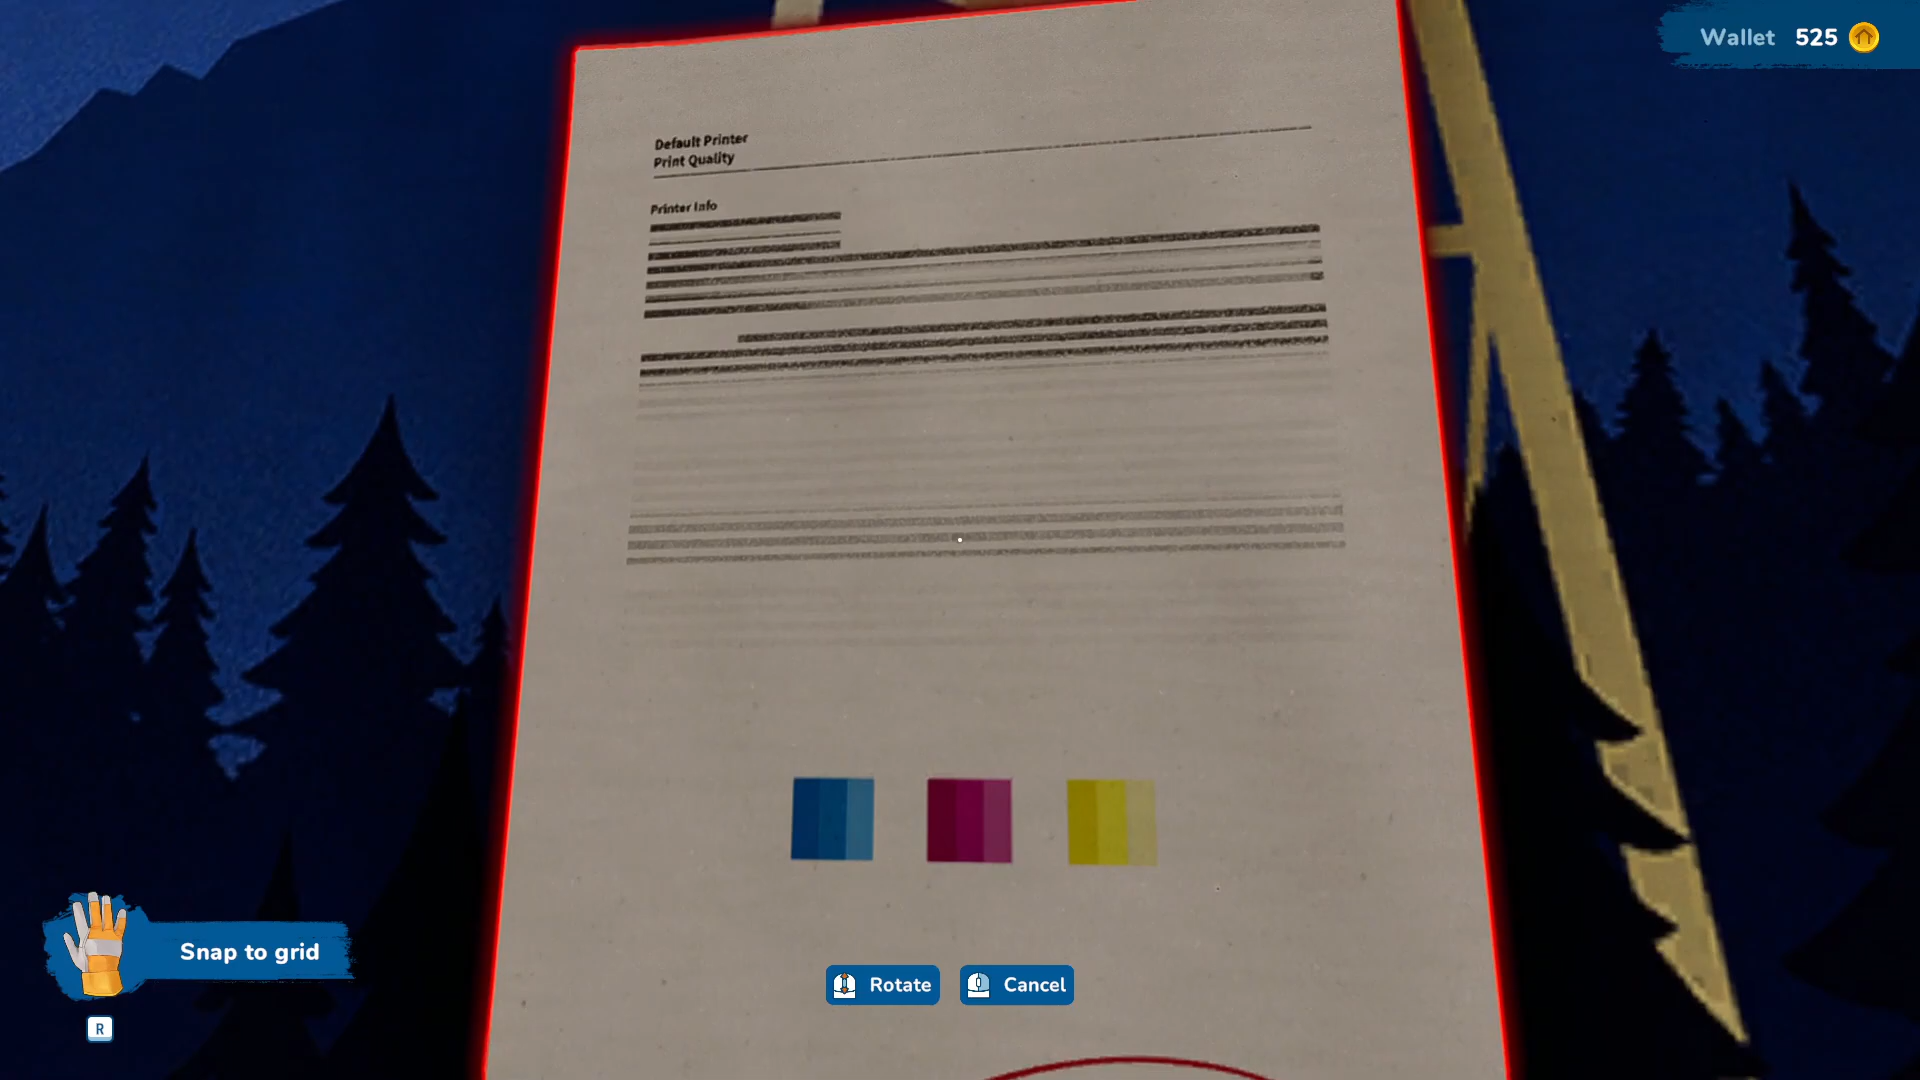 Wallet 525
Default Printer
Print Quality
Printer Info
Snap to grid
R
Rotate
Cancel